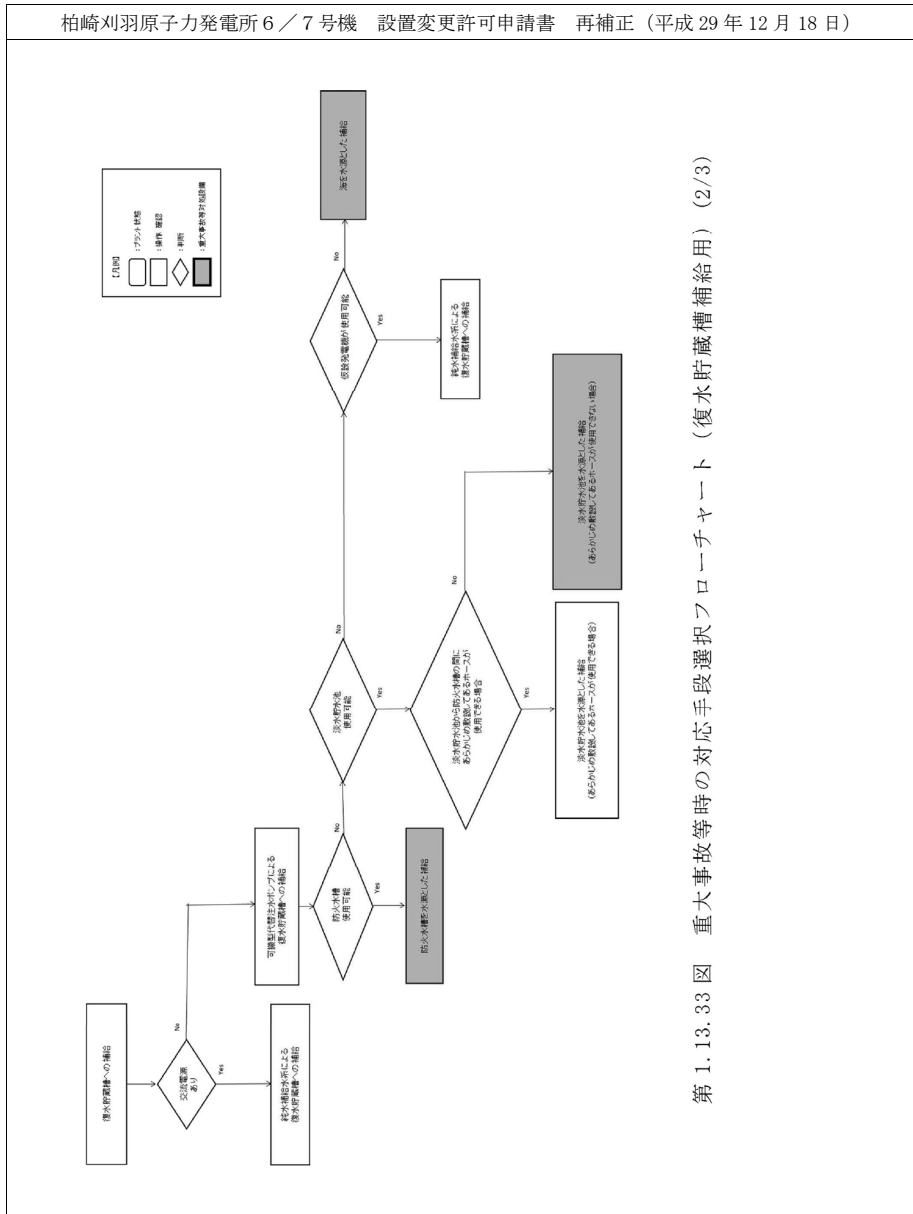 柏崎刈羽原子力発電所6/7号機 設置変更許可申請書 再補正(平成29年12月18日)
復水貯蔵槽への補給
交流電源
あり
No
Yes
純水補給水系による
復水貯蔵槽への補給
可搬型代替注水ポンプによる
復水貯蔵槽への補給
防火水槽
使用可能
No
Yes
防火水槽を水源とした補給
淡水貯水池
使用可能
No
Yes
淡水貯水池から防火水槽の間に
あらかじめ敷設してあるホースが
使用できる場合
No
Yes
淡水貯水池を水源とした補給
(あらかじめ敷設してあるホースが使用できる場合)
淡水貯水池を水源とした補給
(あらかじめ敷設してあるホースが使用できない場合)
仮設発電機が使用可能
No
Yes
純水補給水系による
復水貯蔵槽への補給
海を水源とした補給
【凡例】
:プラント状態
:操作、確認
:判断
:重大事故等対処設備
第1.13.33図 重大事故等時の対応手段選択フローチャート(復水貯蔵槽補給用)(2/3)